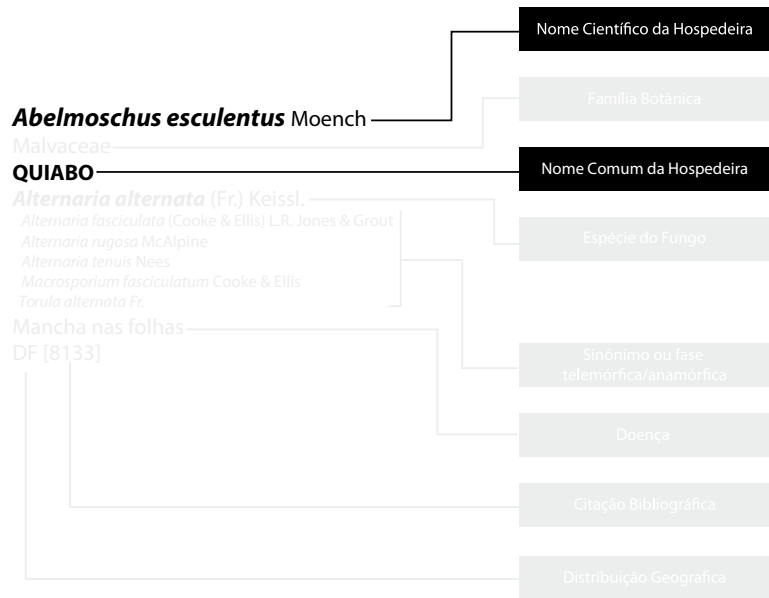 Nome Científico da Hospedeira
Família Botânica
Abelmoschus esculentus Moench
Malvaceae
QUIABO
Nome Comum da Hospedeira
Alternaria alternata (Fr.) Keissl.
Alternaria fasciculata (Cooke & Ellis) L.R. Jones & Grout
Alternaria rugosa McAlpine
Alternaria tenuis Nees
Macrosporium fasciculatum Cooke & Ellis
Torula alternata Fr.
Espécie do Fungo
Mancha nas folhas
DF [8133]
Sinônimo ou fase
telemórfica/anamórfica
Doença
Citação Bibliográfica
Distribuição Geografica